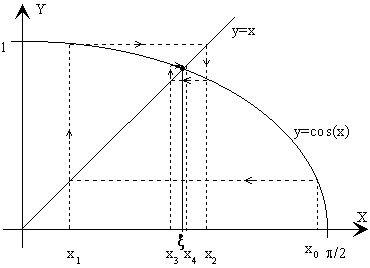 Y
y=x
1
y=cos(x)
X
ξ
x₁ x₃ x₄ x₂ x₀ π/2